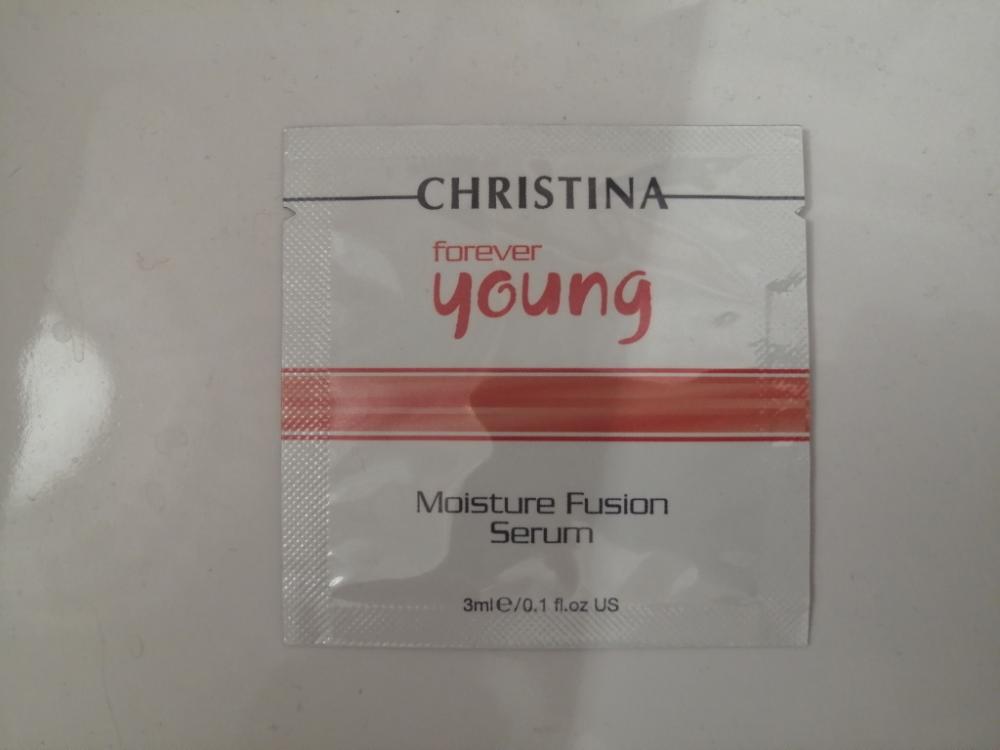 CHRISTINA
forever
young
Moisture Fusion
Serum
3ml℮/0.1 fl.oz US